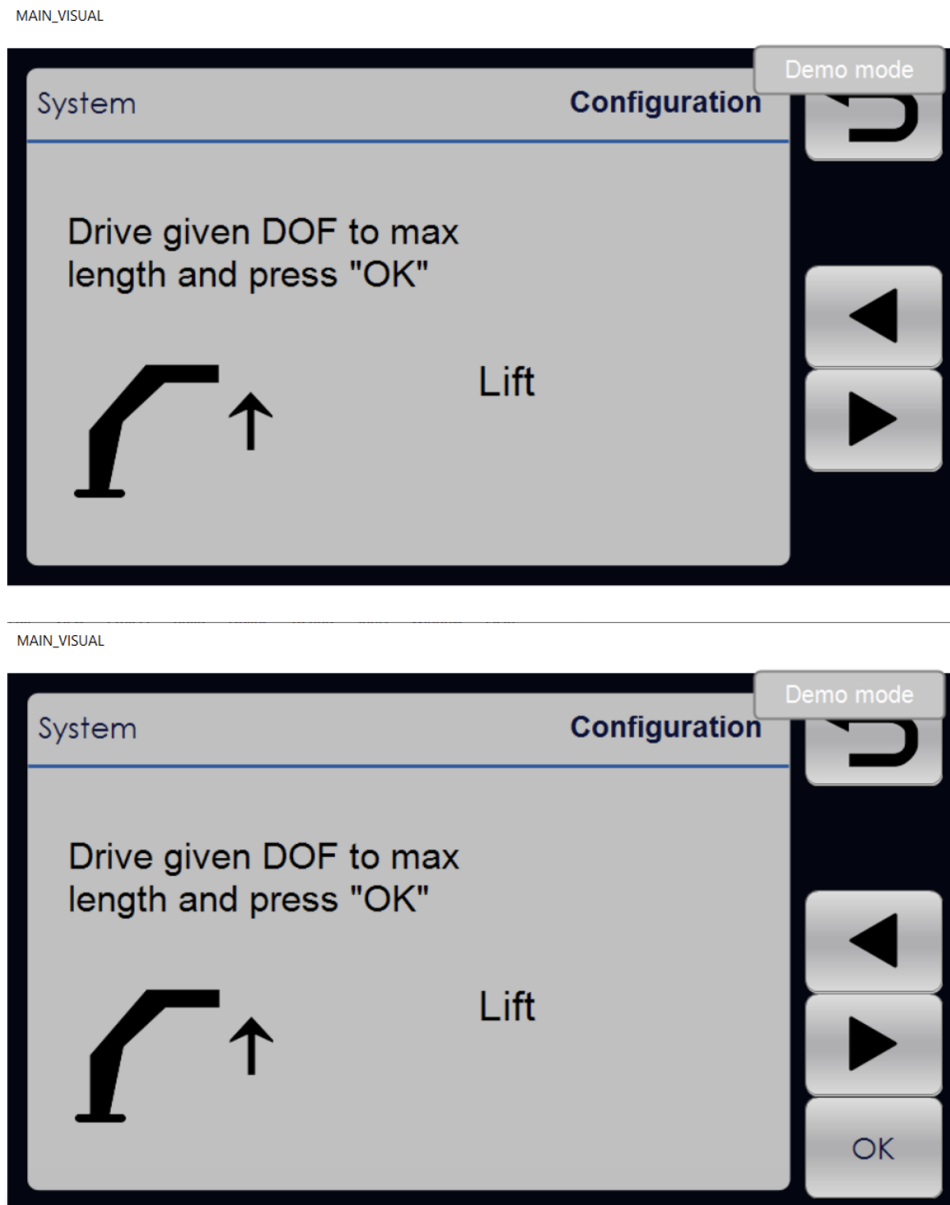 MAIN_VISUAL
Demo mode
System Configuration
Drive given DOF to max
length and press "OK"
Lift
MAIN_VISUAL
Demo mode
System Configuration
Drive given DOF to max
length and press "OK"
Lift
OK